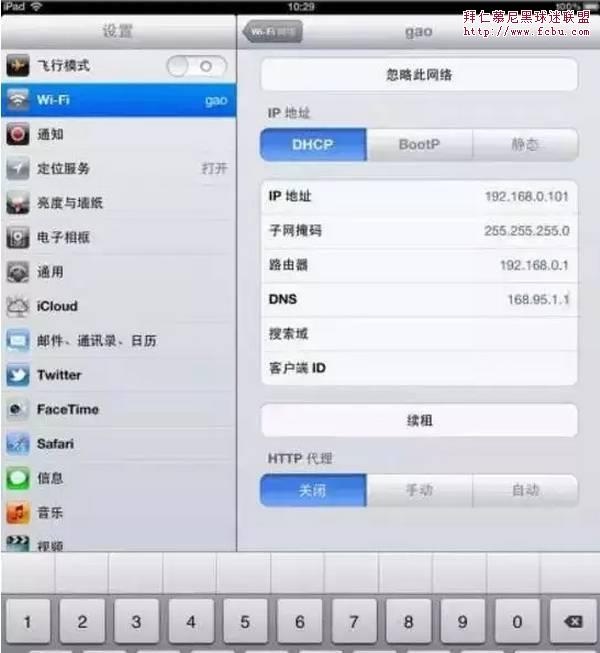 iPad
10:29
100%
拜仁慕尼黑球迷联盟
http://www.fcbu.com
设置
Wi-Fi 网络
gao
飞行模式
Wi-Fi
gao
通知
定位服务
打开
亮度与墙纸
电子相框
通用
iCloud
邮件、通讯录、日历
Twitter
FaceTime
Safari
信息
音乐
视频
忽略此网络
IP 地址
DHCP
BootP
静态
IP 地址
192.168.0.101
子网掩码
255.255.255.0
路由器
192.168.0.1
DNS
168.95.1.1
搜索域
客户端 ID
续租
HTTP 代理
关闭
手动
自动
1 2 3 4 5 6 7 8 9 0